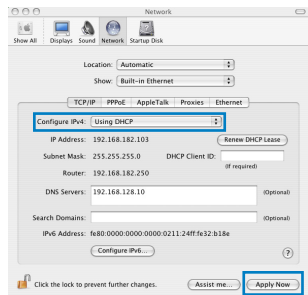 Network
Show All Displays Sound Network Startup Disk
Location: Automatic
Show: Built-in Ethernet
TCP/IP PPPoE AppleTalk Proxies Ethernet
Configure IPv4: Using DHCP
IP Address: 192.168.182.103 Renew DHCP Lease
Subnet Mask: 255.255.255.0 DHCP Client ID:
(If required)
Router: 192.168.182.250
DNS Servers: 192.168.128.10 (Optional)
Search Domains: (Optional)
IPv6 Address: fe80:0000:0000:0000:0211:24ff:fe32:b18e
Configure IPv6... ?
Click the lock to prevent further changes. Assist me... Apply Now